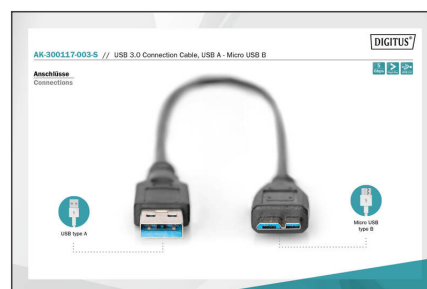 DIGITUS®
AK-300117-003-S // USB 3.0 Connection Cable, USB A - Micro USB B
Anschlüsse
Connections
5
USB type A
Micro USB
type B